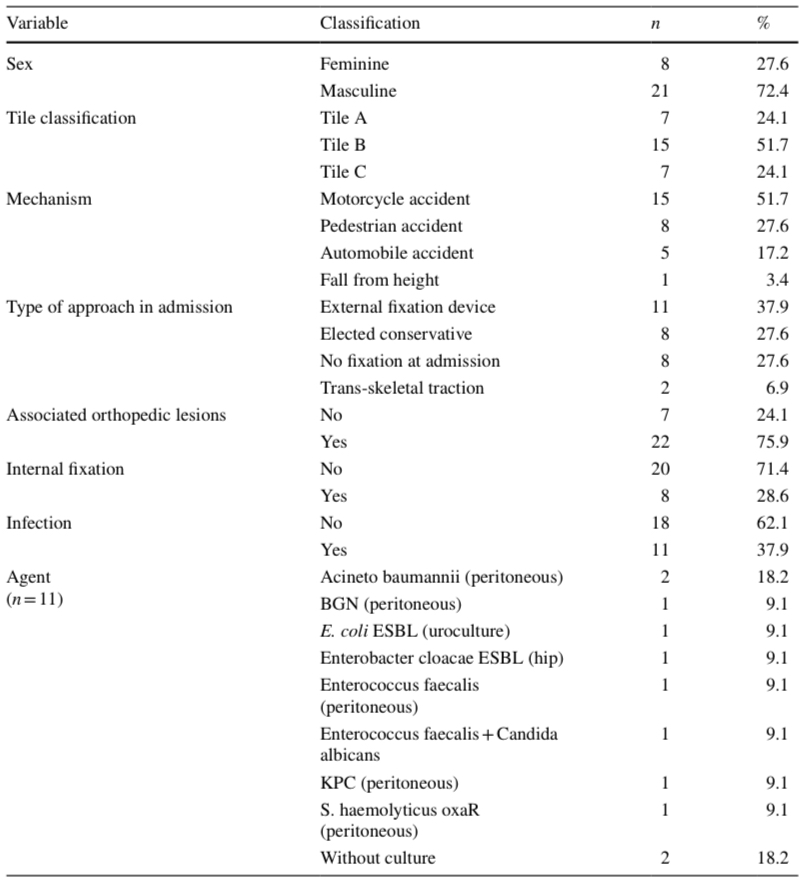 Variable Classification n %
Sex Feminine 8 27.6
Masculine 21 72.4
Tile classification Tile A 7 24.1
Tile B 15 51.7
Tile C 7 24.1
Mechanism Motorcycle accident 15 51.7
Pedestrian accident 8 27.6
Automobile accident 5 17.2
Fall from height 1 3.4
Type of approach in admission External fixation device 11 37.9
Elected conservative 8 27.6
No fixation at admission 8 27.6
Trans-skeletal traction 2 6.9
Associated orthopedic lesions No 7 24.1
Yes 22 75.9
Internal fixation No 20 71.4
Yes 8 28.6
Infection No 18 62.1
Yes 11 37.9
Agent Acineto baumannii (peritoneous) 2 18.2
(n=11) BGN (peritoneous) 1 9.1
E. coli ESBL (uroculture) 1 9.1
Enterobacter cloacae ESBL (hip) 1 9.1
Enterococcus faecalis 1 9.1
(peritoneous)
Enterococcus faecalis+Candida 1 9.1
albicans
KPC (peritoneous) 1 9.1
S. haemolyticus oxaR 1 9.1
(peritoneous)
Without culture 2 18.2